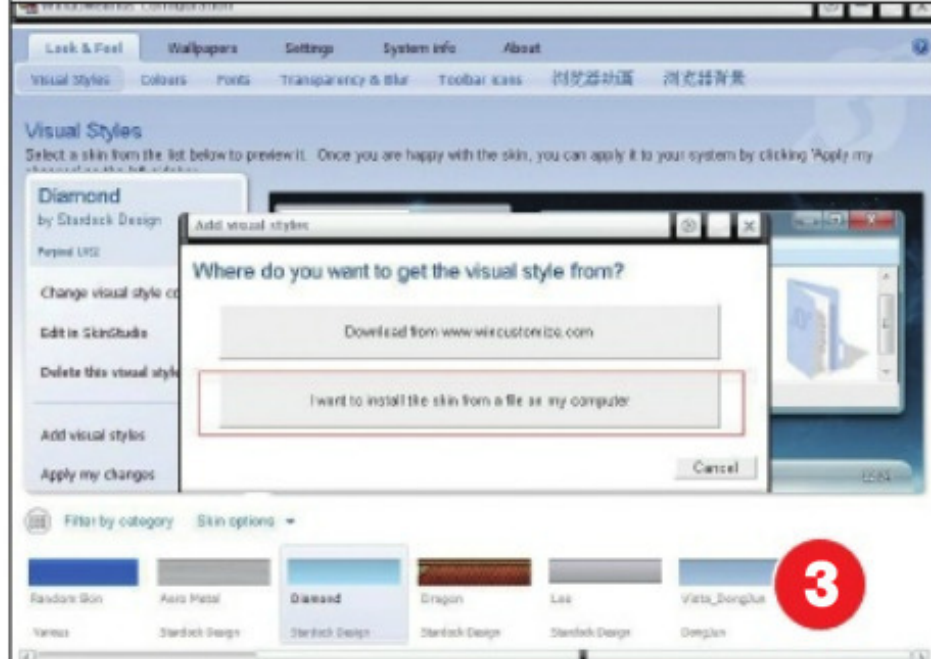 WindowBlinds Configuration
Look & Feel Wallpapers Settings System info About
Visual Styles Colours Fonts Transparency & Blur Toolbar icons 浏览器动画 浏览器背景
Visual Styles
Select a skin from the list below to preview it. Once you are happy with the skin, you can apply it to your system by clicking 'Apply my
Diamond
by Stardock Design
Change visual style co
Edit in SkinStudio
Delete this visual style
Add visual styles
Apply my changes
Add visual styles
Where do you want to get the visual style from?
Download from www.wincustomize.com
I want to install the skin from a file on my computer
Cancel
Filter by category Skin options
Random Skin Aero Metal Diamond Dragon Lee Vista_DongJun
Various Stardock Design Stardock Design Stardock Design Stardock Design DongJun
3